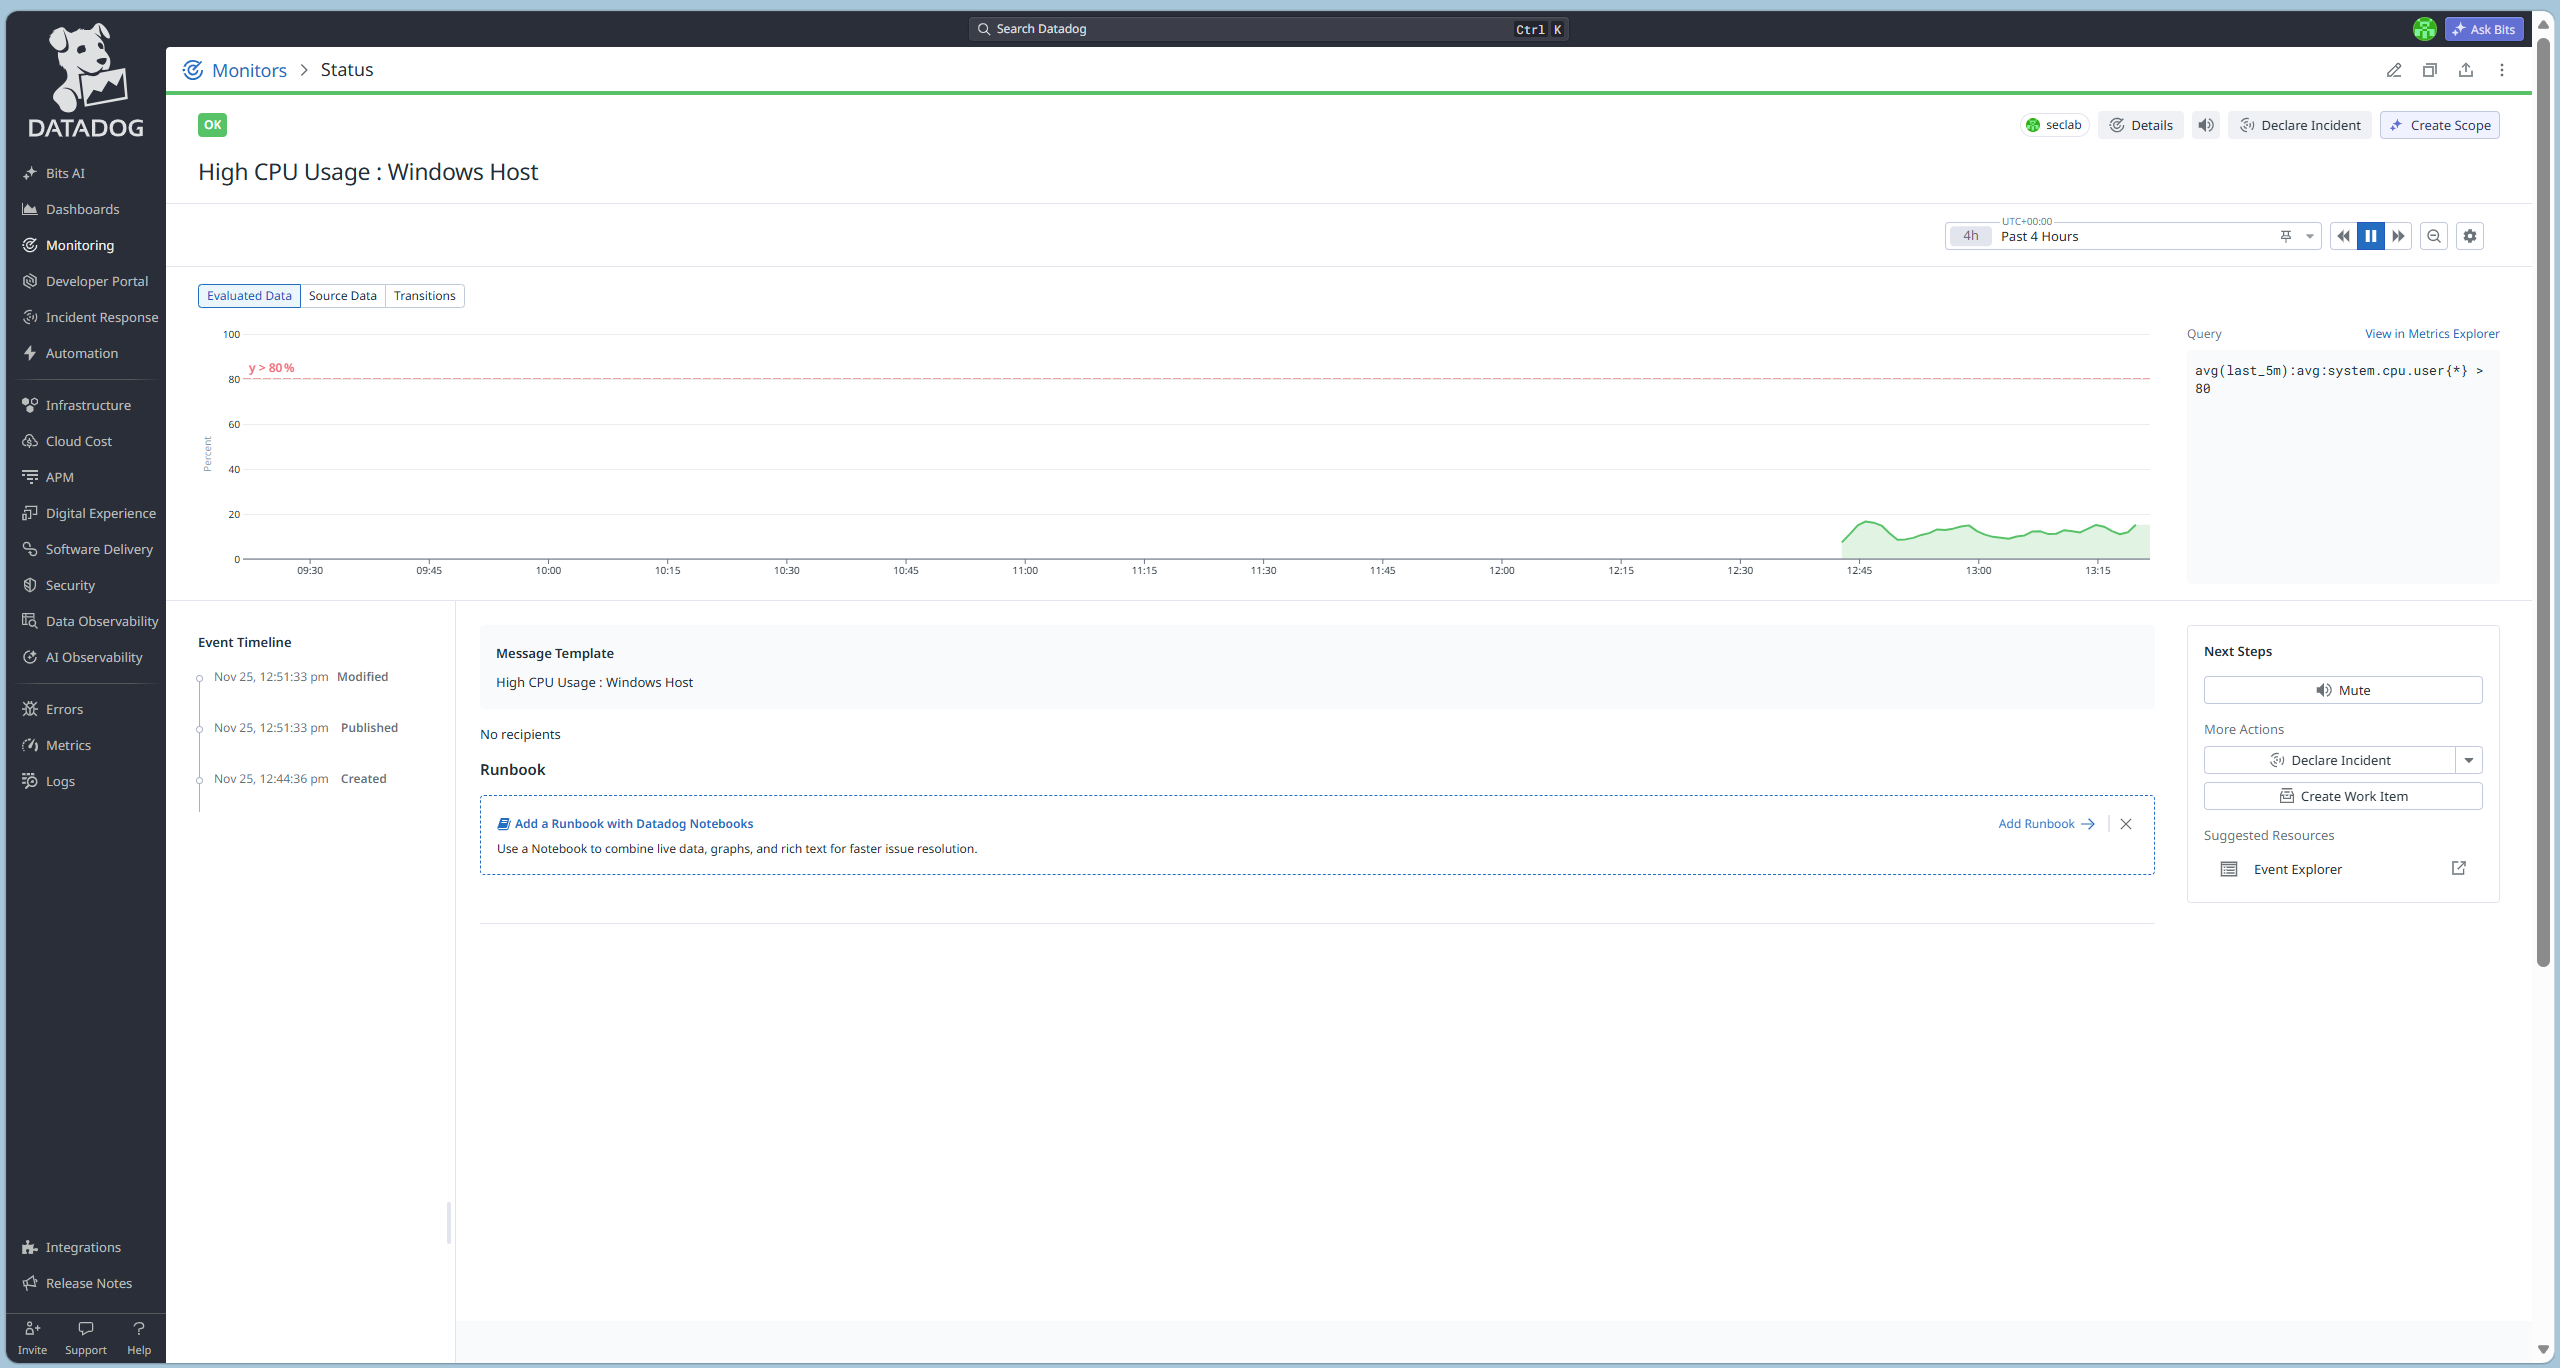 DATADOG
Search Datadog
Ctrl K
Ask Bits
Monitors > Status
OK
seclab
Details
Declare Incident
Create Scope
High CPU Usage : Windows Host
UTC+00:00
4h Past 4 Hours
Bits AI
Dashboards
Monitoring
Developer Portal
Incident Response
Automation
Infrastructure
Cloud Cost
APM
Digital Experience
Software Delivery
Security
Data Observability
AI Observability
Errors
Metrics
Logs
Integrations
Release Notes
Invite
Support
Help
Evaluated Data
Source Data
Transitions
100
80
60
40
20
0
Percent
y > 80 %
09:30
09:45
10:00
10:15
10:30
10:45
11:00
11:15
11:30
11:45
12:00
12:15
12:30
12:45
13:00
13:15
Query
View in Metrics Explorer
avg(last_5m):avg:system.cpu.user{*} >
80
Event Timeline
Nov 25, 12:51:33 pm Modified
Nov 25, 12:51:33 pm Published
Nov 25, 12:44:36 pm Created
Message Template
High CPU Usage : Windows Host
No recipients
Runbook
Add a Runbook with Datadog Notebooks
Add Runbook
Use a Notebook to combine live data, graphs, and rich text for faster issue resolution.
Next Steps
Mute
More Actions
Declare Incident
Create Work Item
Suggested Resources
Event Explorer